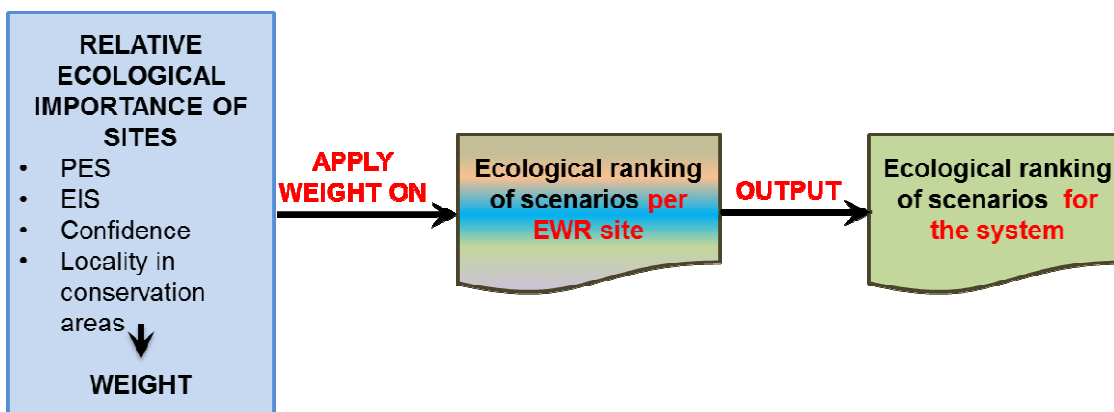 RELATIVE
ECOLOGICAL
IMPORTANCE OF
SITES
• PES
• EIS
• Confidence
• Locality in
conservation
areas
WEIGHT
APPLY
WEIGHT ON
Ecological ranking
of scenarios per
EWR site
OUTPUT
Ecological ranking
of scenarios for
the system